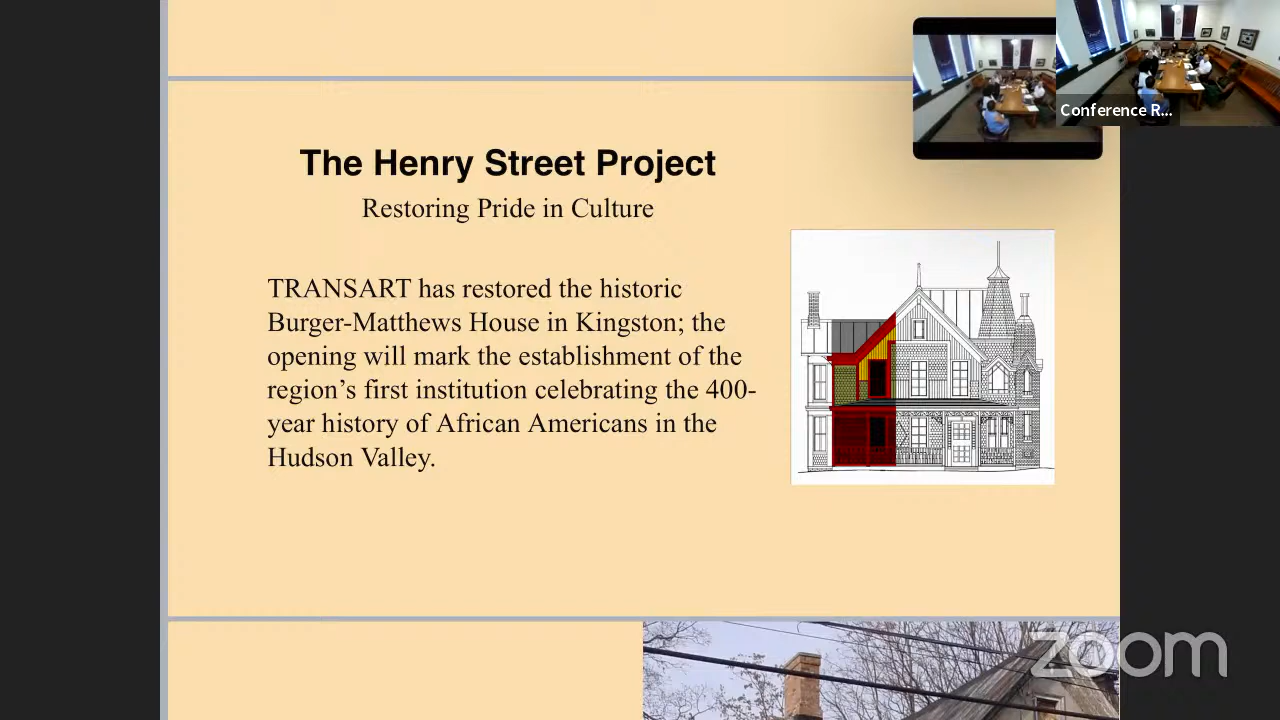 Conference R...
The Henry Street Project
Restoring Pride in Culture
TRANSART has restored the historic
Burger-Matthews House in Kingston; the
opening will mark the establishment of the
region’s first institution celebrating the 400-
year history of African Americans in the
Hudson Valley.
zoom